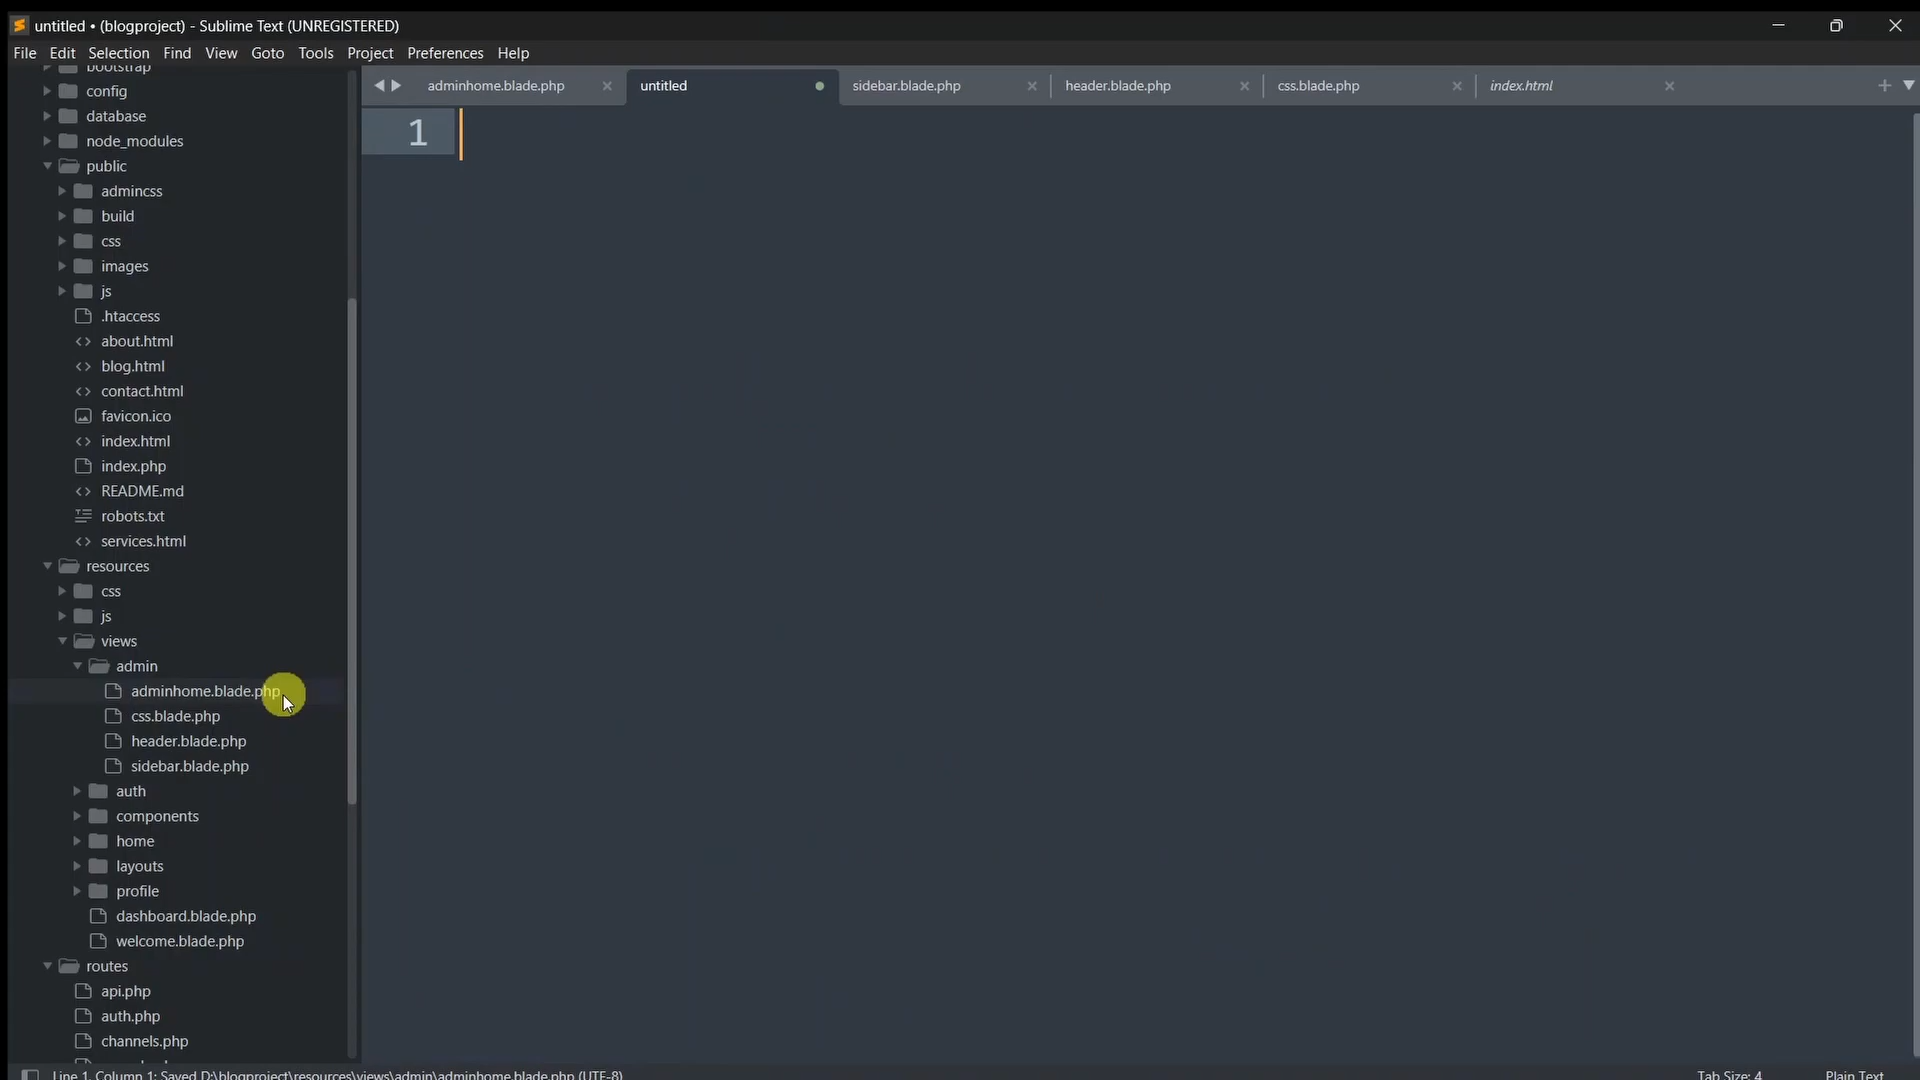 untitled • (blogproject) - Sublime Text (UNREGISTERED)
File Edit Selection Find View Goto Tools Project Preferences Help
adminhome.blade.php untitled sidebar.blade.php header.blade.php css.blade.php index.html
bootstrap
config
database
node_modules
public
admincss
build
css
images
js
.htaccess
about.html
blog.html
contact.html
favicon.ico
index.html
index.php
README.md
robots.txt
services.html
resources
css
js
views
admin
adminhome.blade.php
css.blade.php
header.blade.php
sidebar.blade.php
auth
components
home
layouts
profile
dashboard.blade.php
welcome.blade.php
routes
api.php
auth.php
channels.php
1
Line 1, Column 1; Saved D:\blogproject\resources\views\admin\adminhome.blade.php (UTF-8) Tab Size: 4 Plain Text